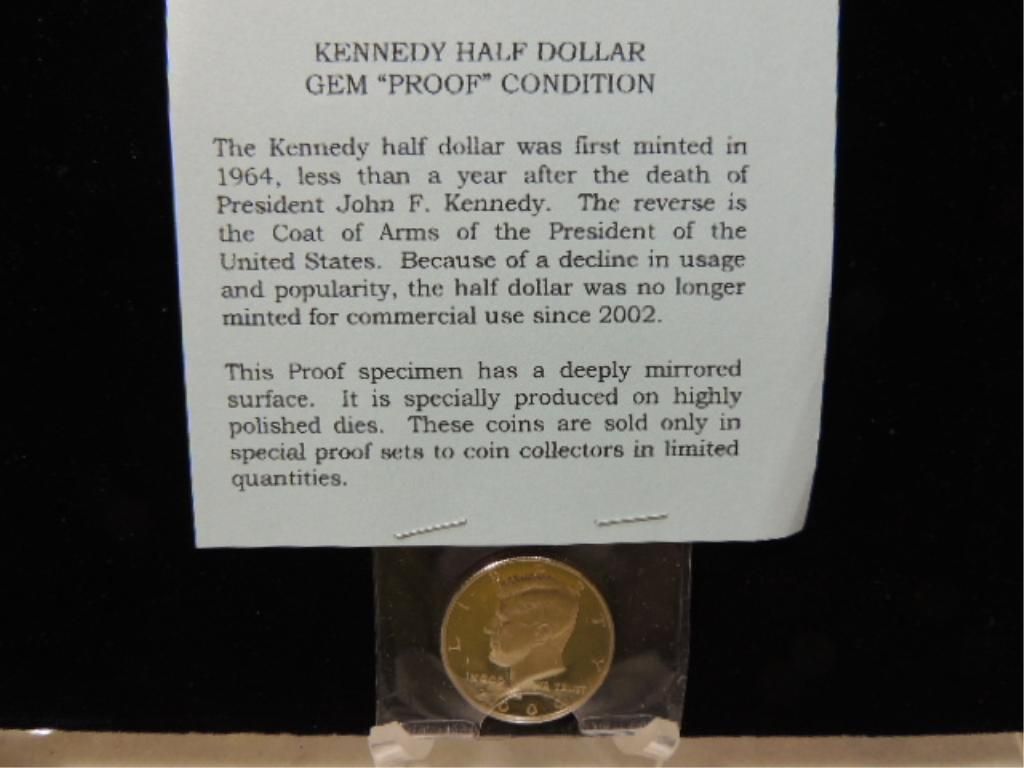 KENNEDY HALF DOLLAR
GEM “PROOF” CONDITION
The Kennedy half dollar was first minted in
1964, less than a year after the death of
President John F. Kennedy. The reverse is
the Coat of Arms of the President of the
United States. Because of a decline in usage
and popularity, the half dollar was no longer
minted for commercial use since 2002.
This Proof specimen has a deeply mirrored
surface. It is specially produced on highly
polished dies. These coins are sold only in
special proof sets to coin collectors in limited
quantities.
IN GOD TRUST